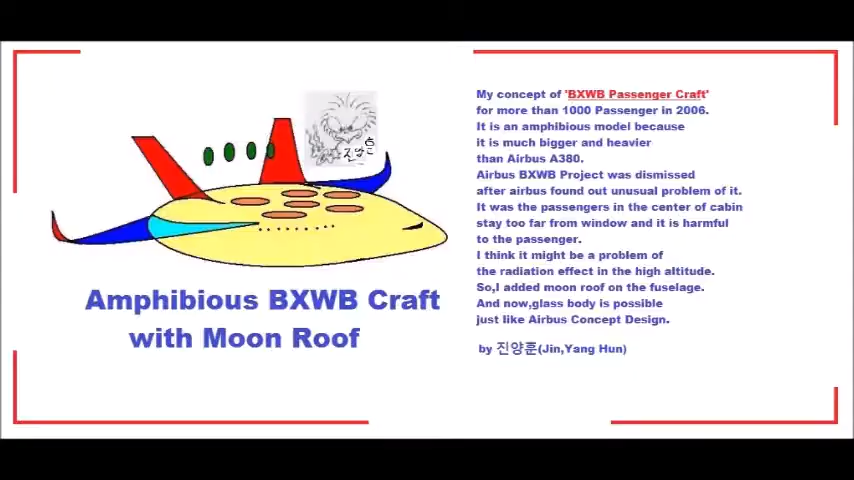 진양훈
Amphibious BXWB Craft
with Moon Roof
My concept of 'BXWB Passenger Craft'
for more than 1000 Passenger in 2006.
It is an amphibious model because
it is much bigger and heavier
than Airbus A380.
Airbus BXWB Project was dismissed
after airbus found out unusual problem of it.
It was the passengers in the center of cabin
stay too far from window and it is harmful
to the passenger.
I think it might be a problem of
the radiation effect in the high altitude.
So,I added moon roof on the fuselage.
And now,glass body is possible
just like Airbus Concept Design.
by 진양훈(Jin,Yang Hun)